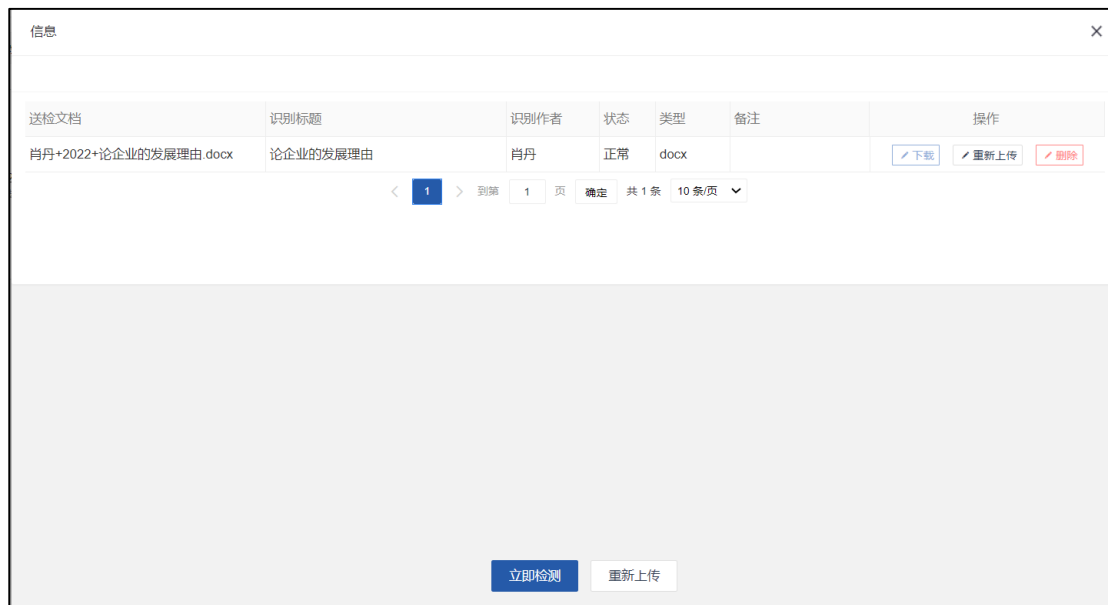 信息
送检文档 识别标题 识别作者 状态 类型 备注 操作
肖丹+2022+论企业的发展理由.docx 论企业的发展理由 肖丹 正常 docx 下载 重新上传 删除
1 到第 1 页 确定 共 1 条 10 条/页
立即检测 重新上传